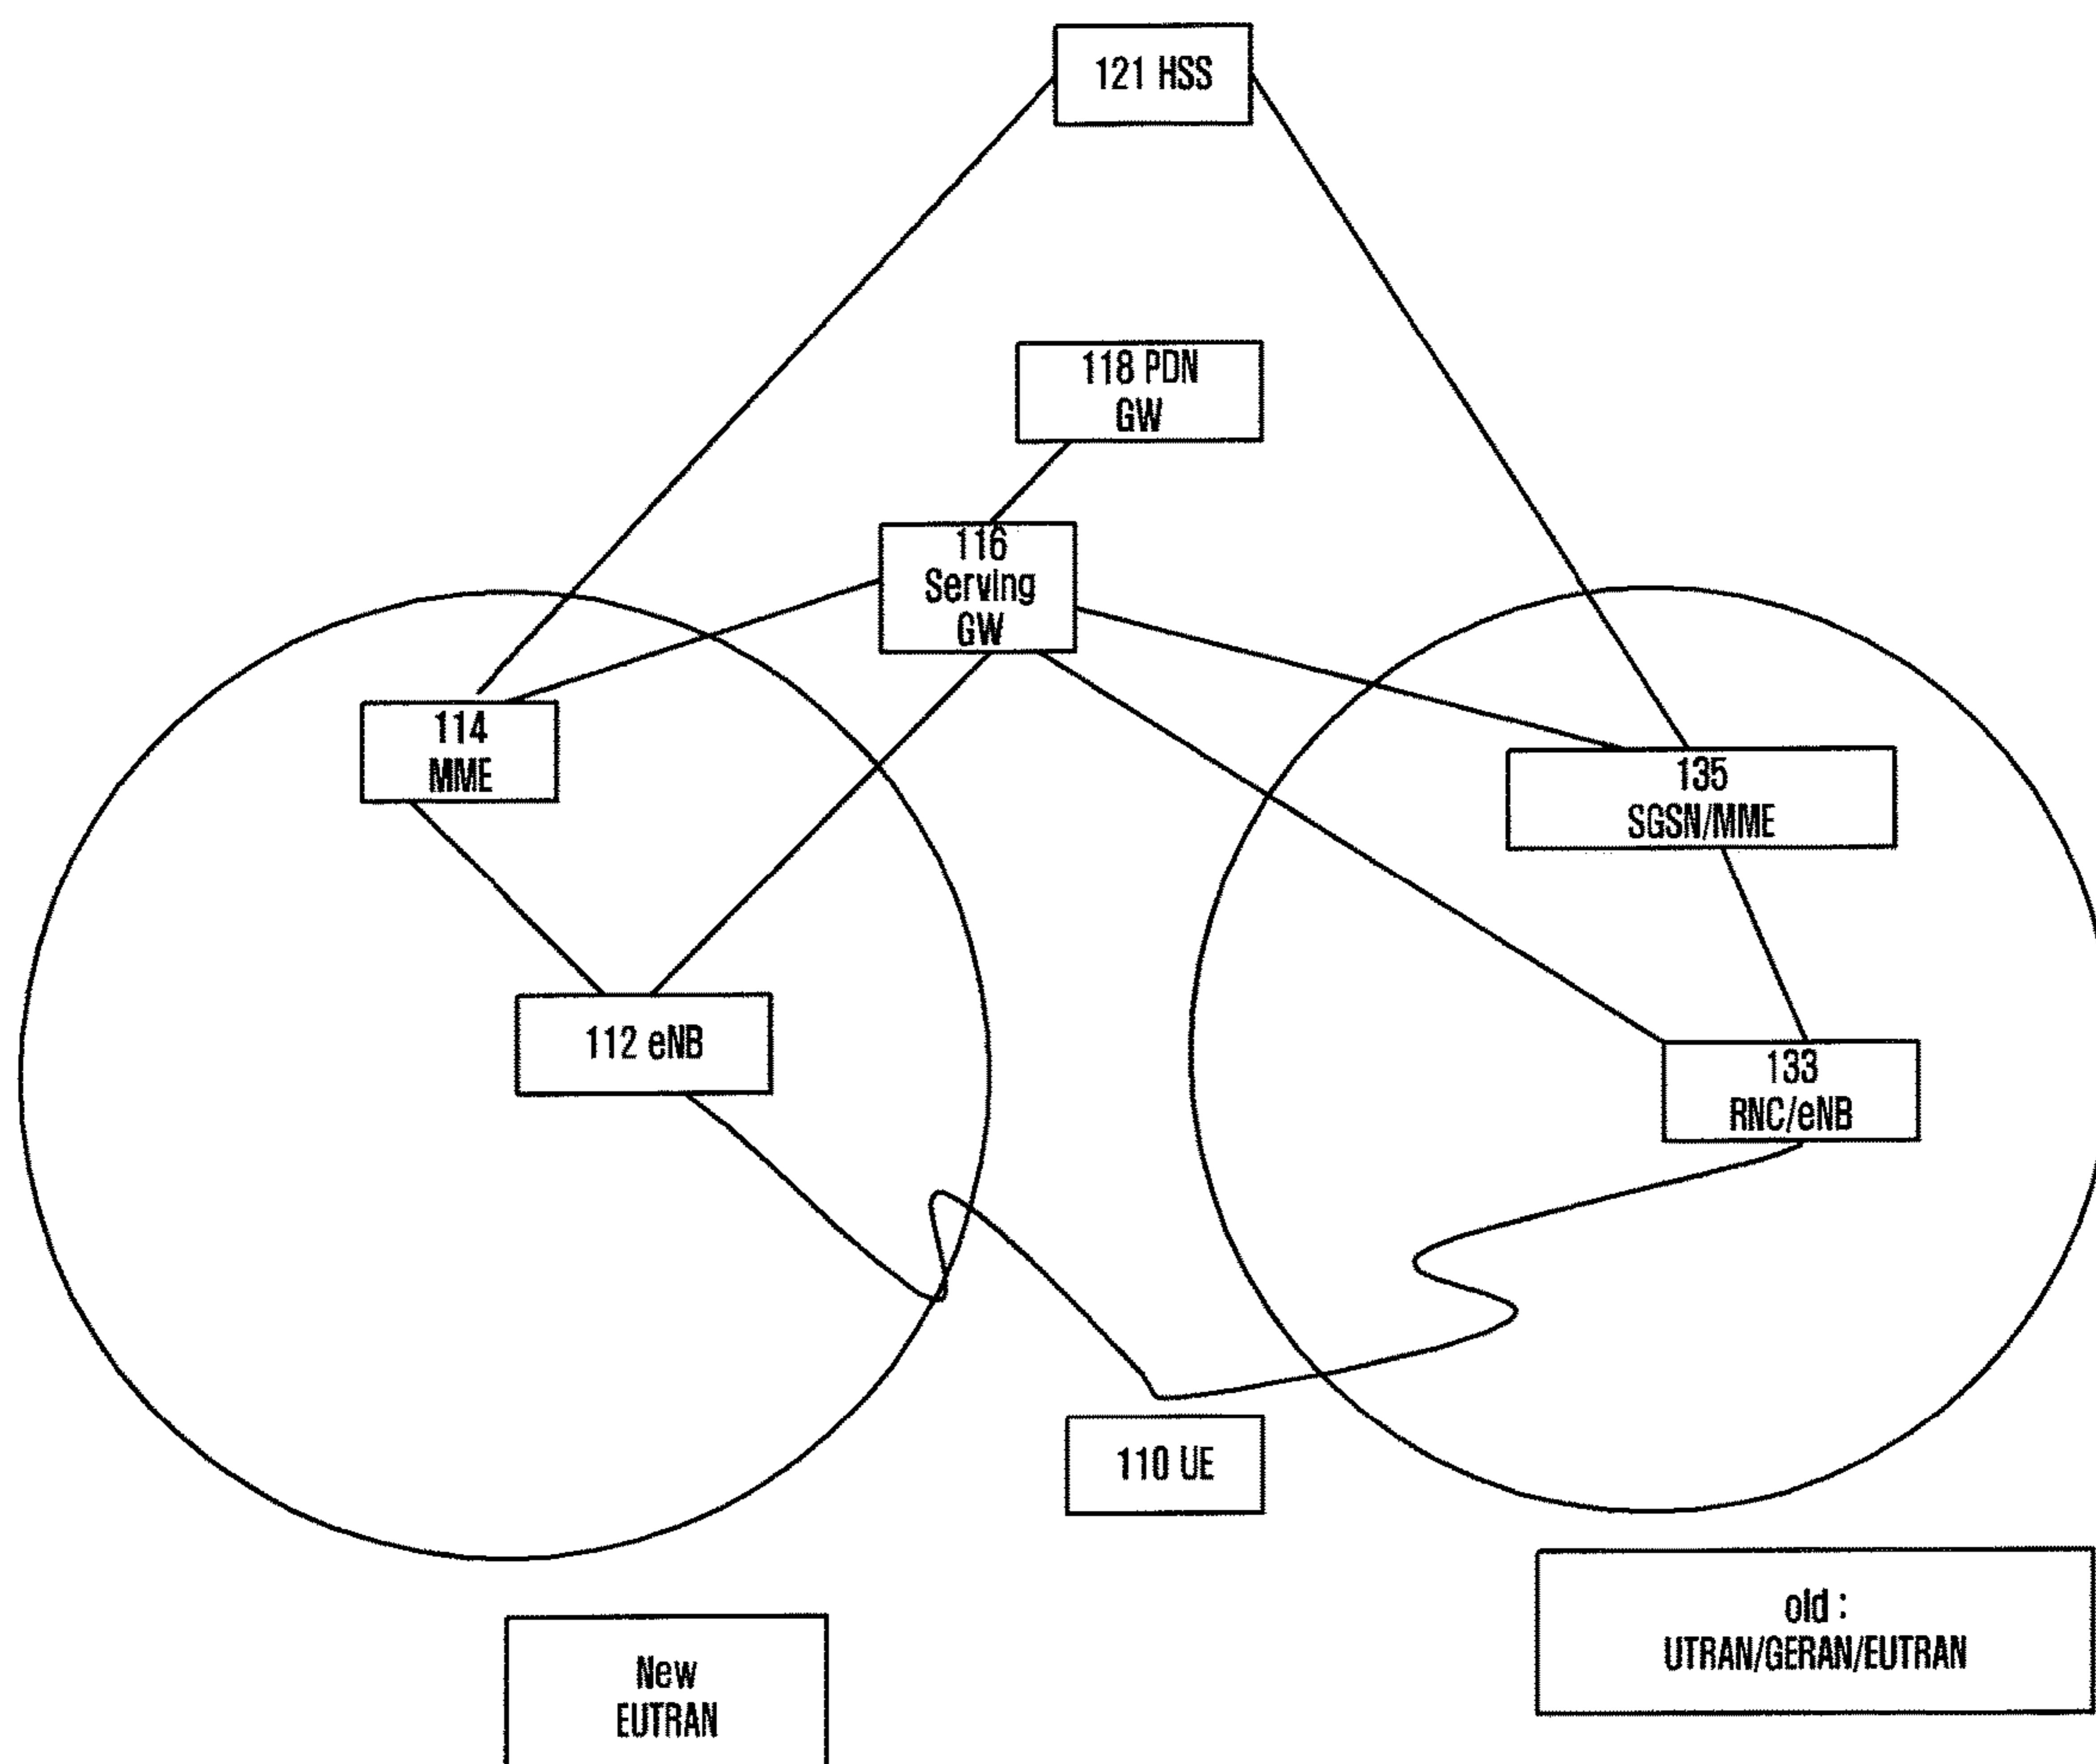 121 HSS
118 PDN
GW
116
Serving
GW
114
MME
135
SGSN/MME
112 eNB
133
RNC/eNB
110 UE
old :
UTRAN/GERAN/EUTRAN
New
EUTRAN